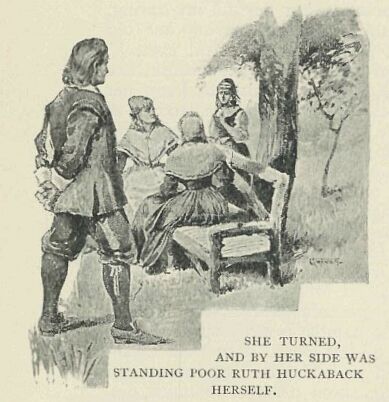 SHE TURNED,
AND BY HER SIDE WAS
STANDING POOR RUTH HUCKABACK
HERSELF.